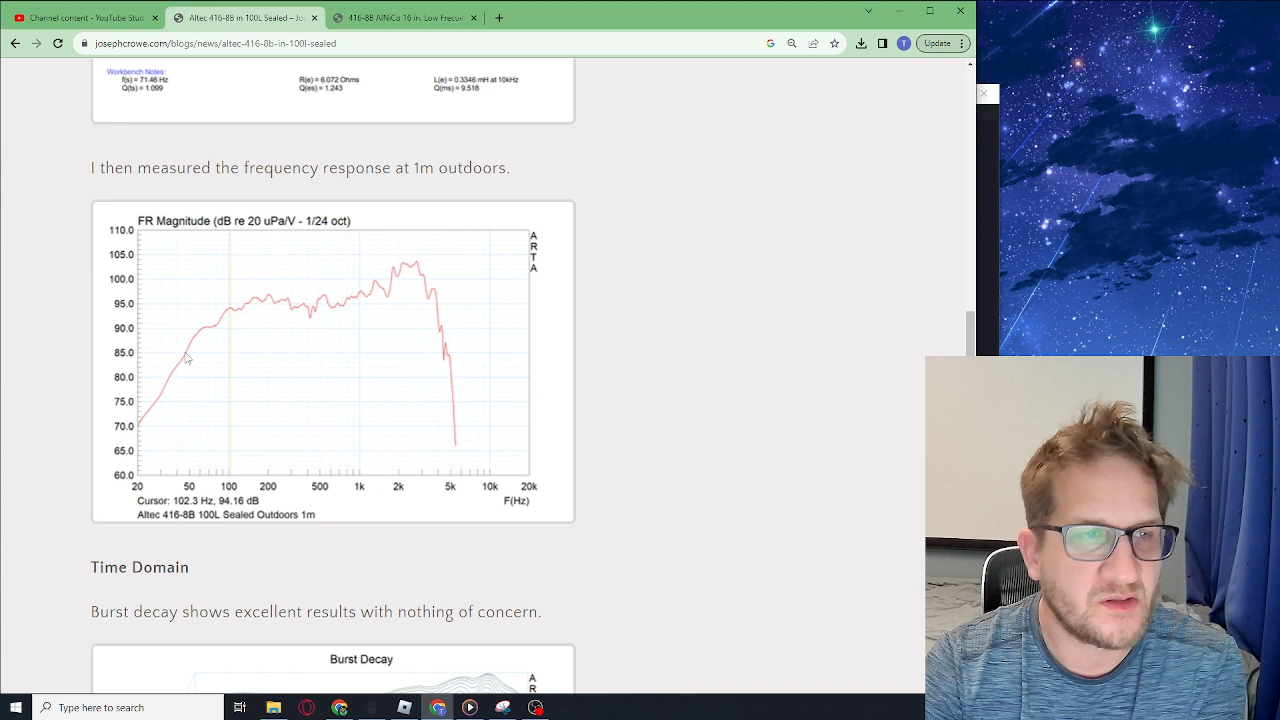 Channel content - YouTube Studio
Altec 416-8B in 100L Sealed – Jos
416-8B AlNiCo 16 in. Low Frecue
josephcrowe.com/blogs/news/altec-416-8b-in-100l-sealed
T
Update
Workbench Notes:
f(s) = 71.46 Hz
R(e) = 6.072 Ohms
L(e) = 0.3346 mH at 10kHz
Q(ts) = 1.099
Q(es) = 1.243
Q(ms) = 9.518
I then measured the frequency response at 1m outdoors.
FR Magnitude (dB re 20 uPa/V - 1/24 oct)
110.0
105.0
100.0
95.0
90.0
85.0
80.0
75.0
70.0
65.0
60.0
A
R
T
A
20 50 100 200 500 1k 2k 5k 10k 20k
Cursor: 102.3 Hz, 94.16 dB
F(Hz)
Altec 416-8B 100L Sealed Outdoors 1m
Time Domain
Burst decay shows excellent results with nothing of concern.
Burst Decay
A
R
Type here to search